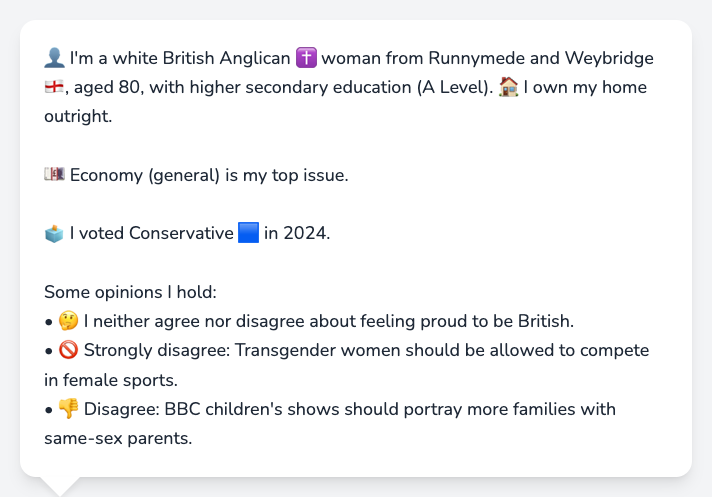 👤 I'm a white British Anglican ✝️ woman from Runnymede and Weybridge
🏴󠁧󠁢󠁥󠁮󠁧󠁿, aged 80, with higher secondary education (A Level). 🏠 I own my home
outright.
💷 Economy (general) is my top issue.
🗳️ I voted Conservative 🟦 in 2024.
Some opinions I hold:
• 🤔 I neither agree nor disagree about feeling proud to be British.
• 🚫 Strongly disagree: Transgender women should be allowed to compete
in female sports.
• 👎 Disagree: BBC children's shows should portray more families with
same-sex parents.